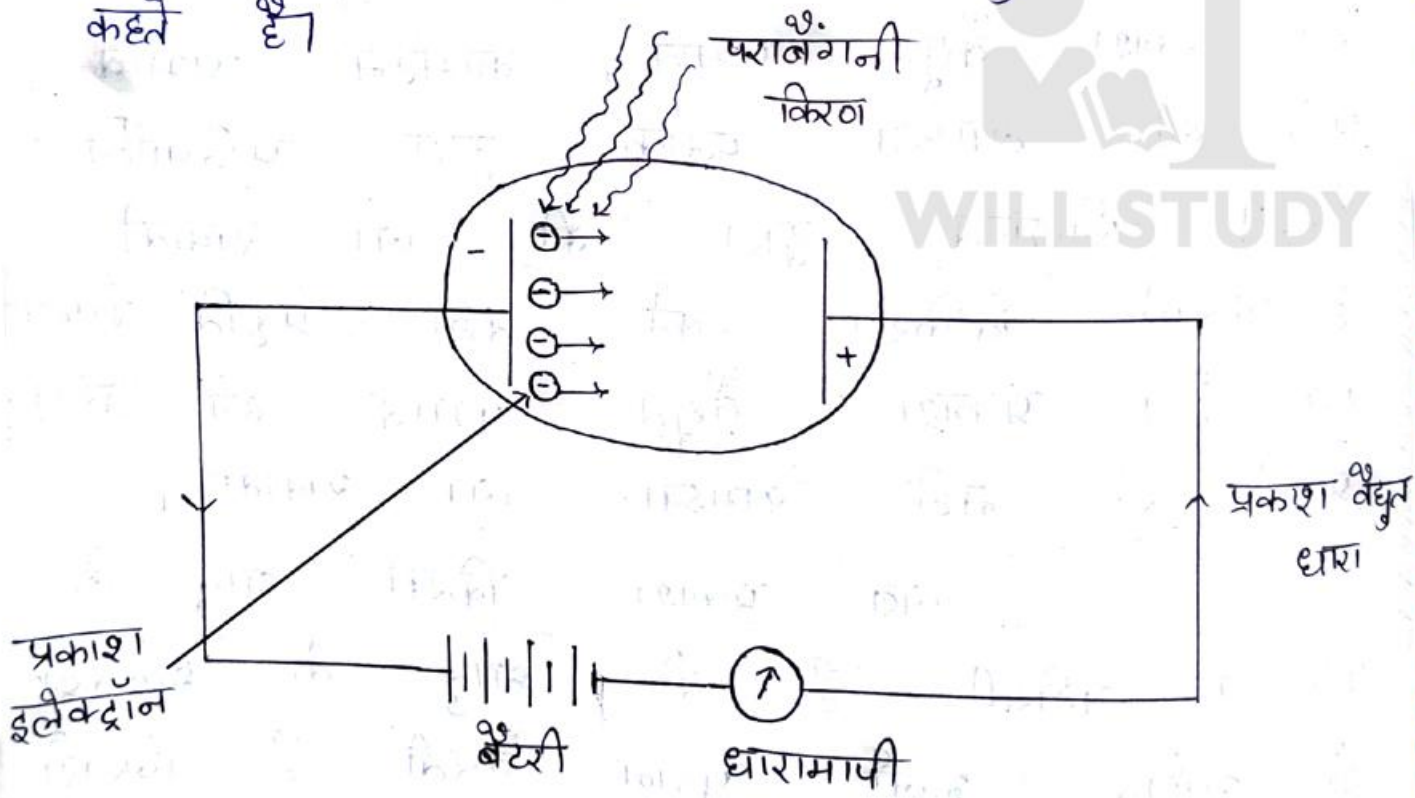 कहते है।
पराबैंगनी
किरण
WILL STUDY
-
+
प्रकाश वैद्युत
धारा
प्रकाश
इलेक्ट्रॉन
बैटरी
धारामापी